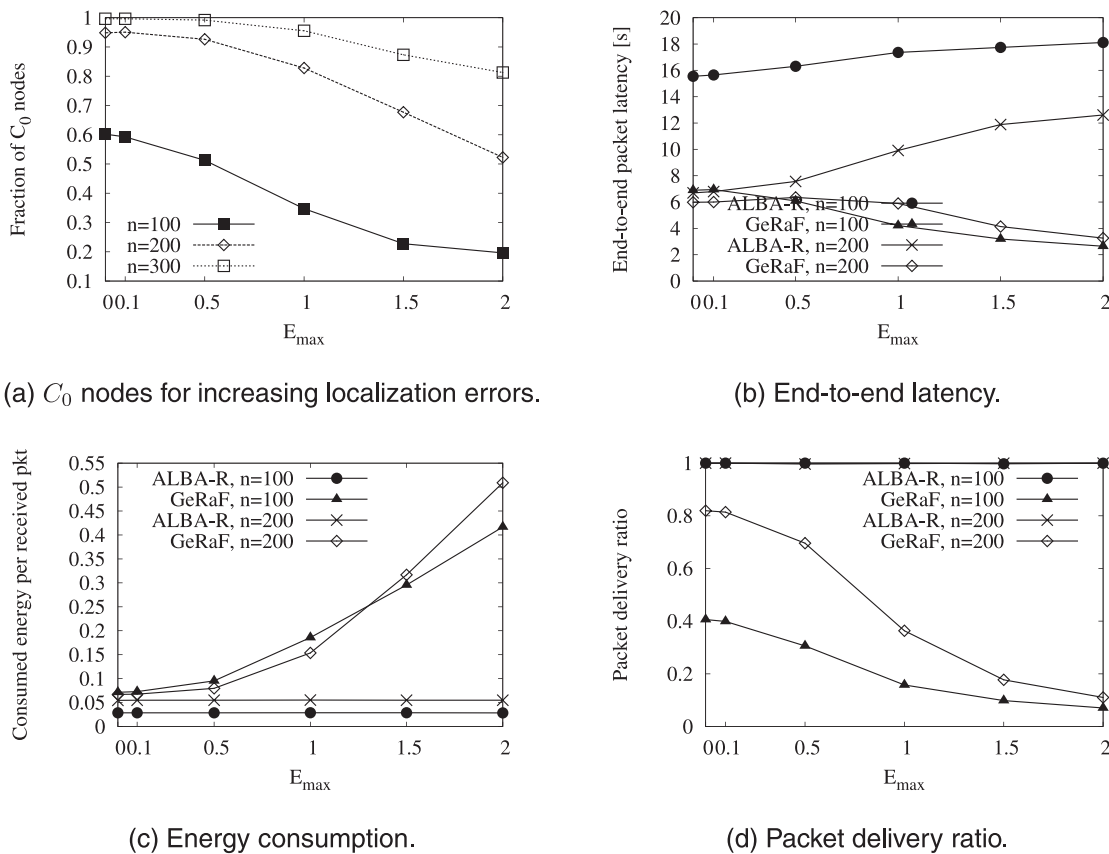 1
0.9
0.8
0.7
0.6
0.5
0.4
0.3
0.2
0.1
Fraction of C0 nodes
n=100
n=200
n=300
0 0.1 0.5 1 1.5 2
Emax
(a) C0 nodes for increasing localization errors.
20
18
16
14
12
10
8
6
4
2
0
End-to-end packet latency [s]
ALBA-R, n=100
GeRaF, n=100
ALBA-R, n=200
GeRaF, n=200
0 0.1 0.5 1 1.5 2
Emax
(b) End-to-end latency.
0.55
0.5
0.45
0.4
0.35
0.3
0.25
0.2
0.15
0.1
0.05
0
Consumed energy per received pkt
ALBA-R, n=100
GeRaF, n=100
ALBA-R, n=200
GeRaF, n=200
0 0.1 0.5 1 1.5 2
Emax
(c) Energy consumption.
1
0.8
0.6
0.4
0.2
0
Packet delivery ratio
ALBA-R, n=100
GeRaF, n=100
ALBA-R, n=200
GeRaF, n=200
0 0.1 0.5 1 1.5 2
Emax
(d) Packet delivery ratio.